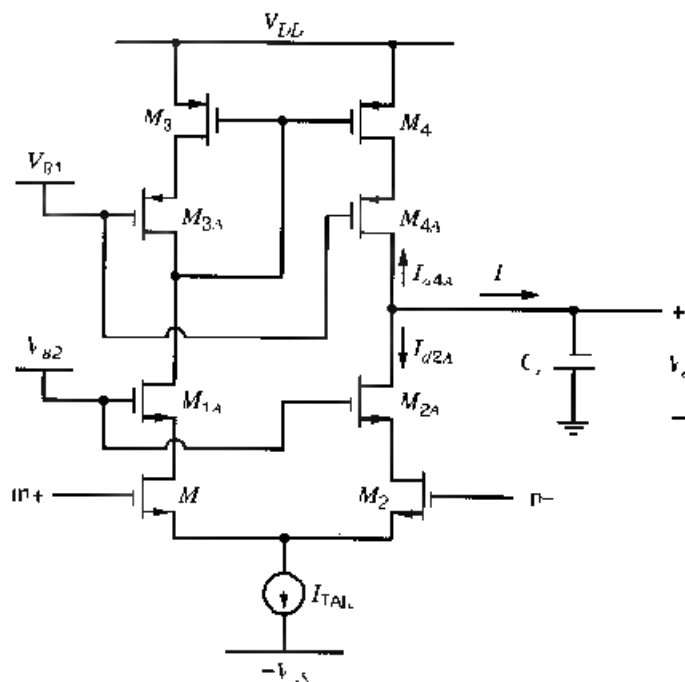 V_DD
M_3
M_4
V_B1
M_3A
M_4A
I_d4A
I
+
V_B2
I_d2A
M_1A
M_2A
M
M_2
I_TAIL